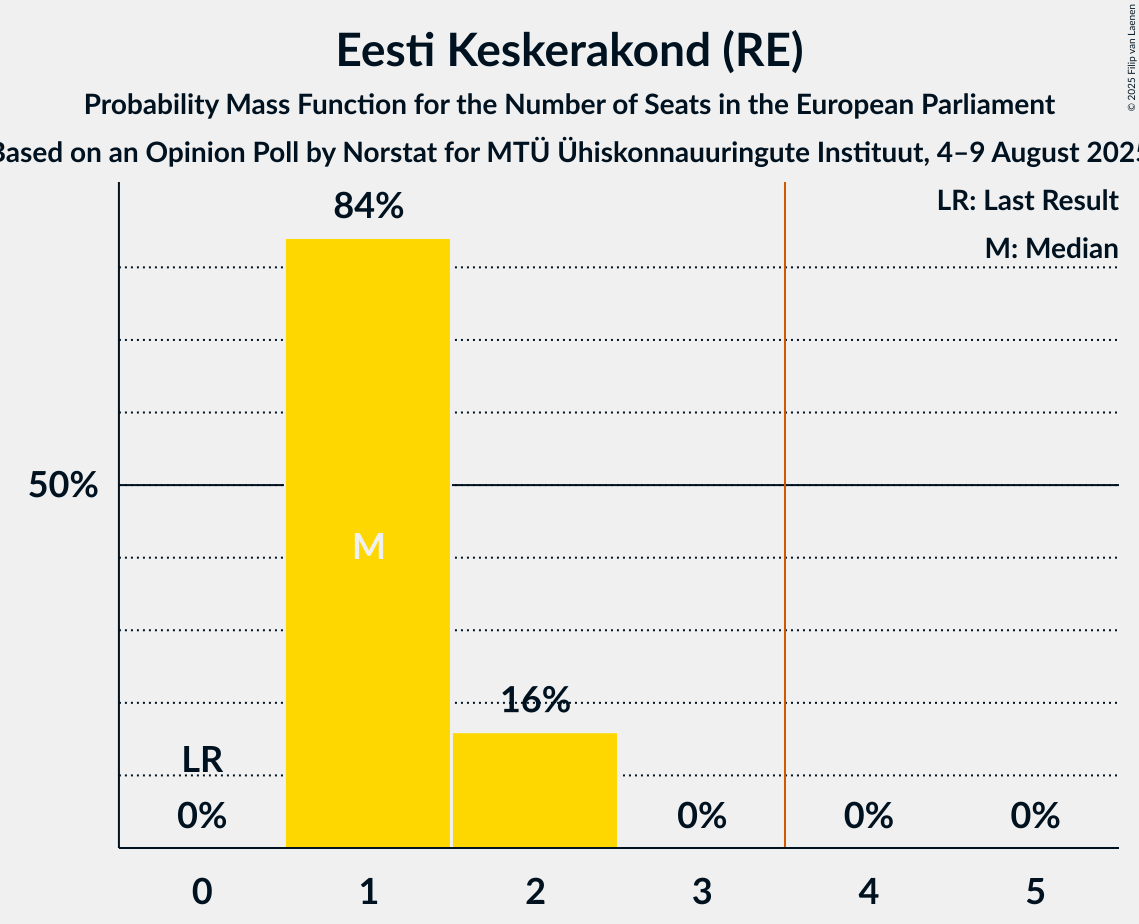 Eesti Keskerakond (RE)
Probability Mass Function for the Number of Seats in the European Parliament
Based on an Opinion Poll by Norstat for MTÜ Ühiskonnauuringute Instituut, 4–9 August 2025
© 2025 Filip van Laenen
LR: Last Result
M: Median
84%
50%
M
16%
LR
0%
0%
0%
0%
0
1
2
3
4
5